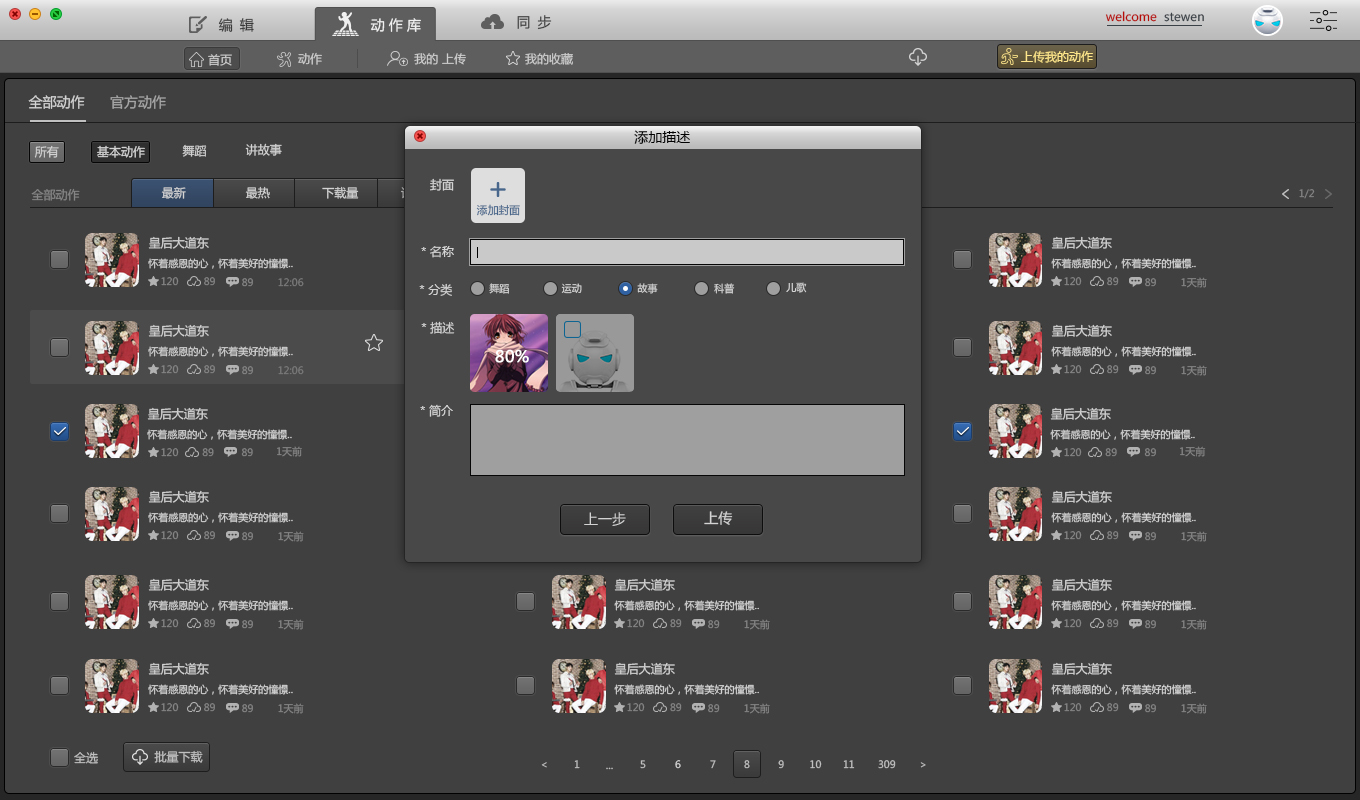 编 辑
动作库
同 步
welcome stewen
首页
动作
我的 上传
我的收藏
上传我的动作
全部动作
官方动作
所有
基本动作
舞蹈
讲故事
全部动作
最新
最热
下载量
< 1/2 >
添加描述
封面
+
添加封面
* 名称
* 分类
舞蹈
运动
故事
科普
儿歌
* 描述
80%
* 简介
上一步
上传
皇后大道东
怀着感恩的心，怀着美好的憧憬..
120 89 89 12:06
皇后大道东
怀着感恩的心，怀着美好的憧憬..
120 89 89 1天前
皇后大道东
怀着感恩的心，怀着美好的憧憬..
120 89 89 12:06
皇后大道东
怀着感恩的心，怀着美好的憧憬..
120 89 89 1天前
皇后大道东
怀着感恩的心，怀着美好的憧憬..
120 89 89 1天前
皇后大道东
怀着感恩的心，怀着美好的憧憬..
120 89 89 1天前
皇后大道东
怀着感恩的心，怀着美好的憧憬..
120 89 89 1天前
皇后大道东
怀着感恩的心，怀着美好的憧憬..
120 89 89 1天前
皇后大道东
怀着感恩的心，怀着美好的憧憬..
120 89 89 1天前
皇后大道东
怀着感恩的心，怀着美好的憧憬..
120 89 89 1天前
皇后大道东
怀着感恩的心，怀着美好的憧憬..
120 89 89 1天前
皇后大道东
怀着感恩的心，怀着美好的憧憬..
120 89 89 1天前
皇后大道东
怀着感恩的心，怀着美好的憧憬..
120 89 89 1天前
皇后大道东
怀着感恩的心，怀着美好的憧憬..
120 89 89 1天前
全选
批量下载
< 1 ... 5 6 7 8 9 10 11 309 >